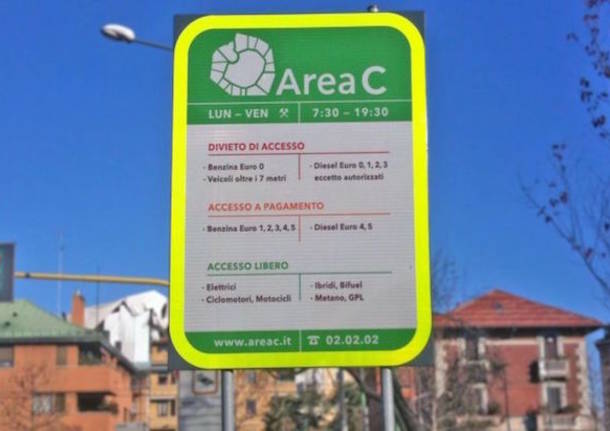 Area C
LUN – VEN ⚒ 7:30 – 19:30
DIVIETO DI ACCESSO
· Benzina Euro 0
· Veicoli oltre i 7 metri
· Diesel Euro 0, 1, 2, 3
eccetto autorizzati
ACCESSO A PAGAMENTO
· Benzina Euro 1, 2, 3, 4, 5
· Diesel Euro 4, 5
ACCESSO LIBERO
· Elettrici
· Ciclomotori, Motocicli
· Ibridi, Bifuel
· Metano, GPL
www.areac.it ☎ 02.02.02